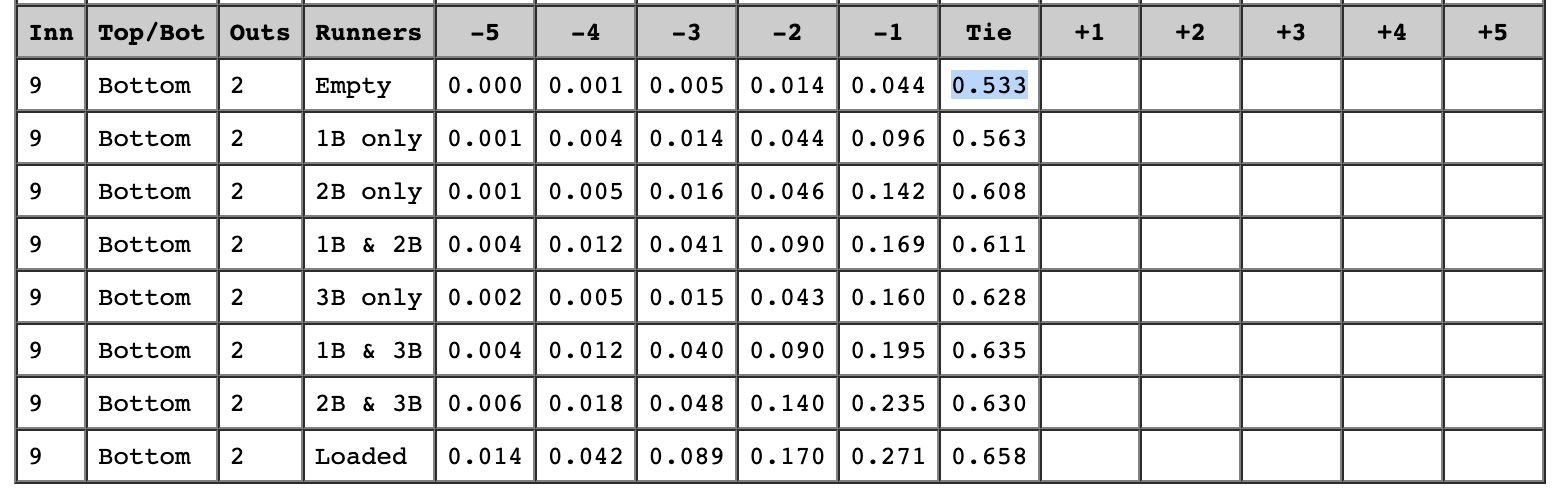 Inn Top/Bot Outs Runners -5 -4 -3 -2 -1 Tie +1 +2 +3 +4 +5
9 Bottom 2 Empty 0.000 0.001 0.005 0.014 0.044 0.533
9 Bottom 2 1B only 0.001 0.004 0.014 0.044 0.096 0.563
9 Bottom 2 2B only 0.001 0.005 0.016 0.046 0.142 0.608
9 Bottom 2 1B & 2B 0.004 0.012 0.041 0.090 0.169 0.611
9 Bottom 2 3B only 0.002 0.005 0.015 0.043 0.160 0.628
9 Bottom 2 1B & 3B 0.004 0.012 0.040 0.090 0.195 0.635
9 Bottom 2 2B & 3B 0.006 0.018 0.048 0.140 0.235 0.630
9 Bottom 2 Loaded 0.014 0.042 0.089 0.170 0.271 0.658